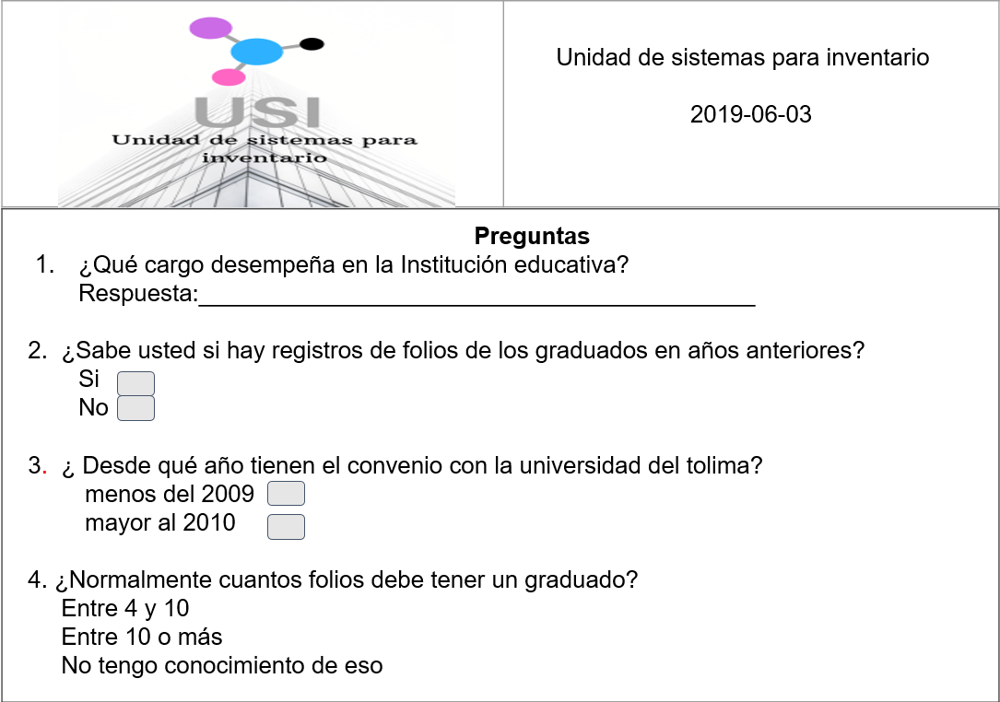 USI
Unidad de sistemas para
inventario
Unidad de sistemas para inventario
2019-06-03
Preguntas
1. ¿Qué cargo desempeña en la Institución educativa?
Respuesta:___________________________________________
2. ¿Sabe usted si hay registros de folios de los graduados en años anteriores?
Si
No
3. ¿ Desde qué año tienen el convenio con la universidad del tolima?
menos del 2009
mayor al 2010
4. ¿Normalmente cuantos folios debe tener un graduado?
Entre 4 y 10
Entre 10 o más
No tengo conocimiento de eso